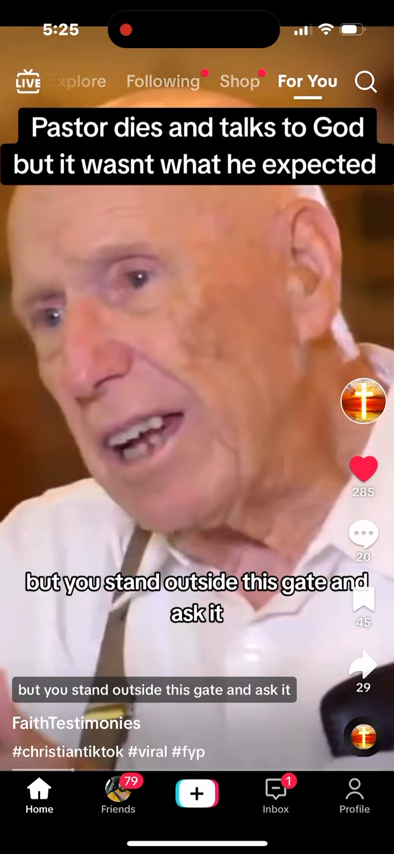 5:25
LIVE
Explore
Following
Shop
For You
Pastor dies and talks to God
but it wasnt what he expected
285
20
but you stand outside this gate and
ask it
45
29
but you stand outside this gate and ask it
FaithTestimonies
#christiantiktok #viral #fyp
79
1
Home
Friends
Inbox
Profile